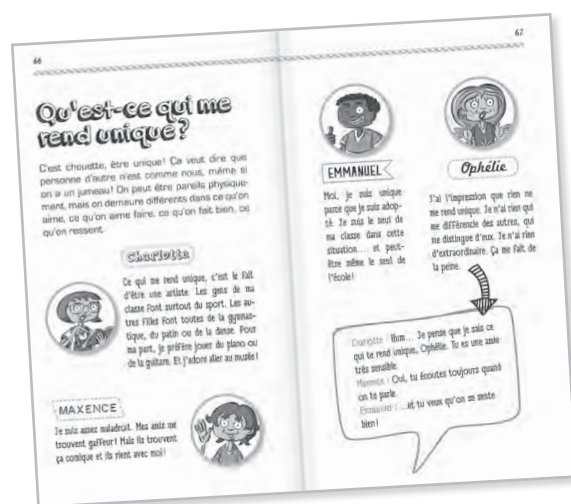 66
Qu'est-ce qui me
rend unique?
C'est chouette, être unique! Ça veut dire que
personne d'autre n'est comme nous, même si
on a un jumeau! On peut être pareils physique-
ment, mais on demeure différents dans ce qu'on
aime, ce qu'on aime faire, ce qu'on fait bien, ce
qu'on ressent.
Charlotte
Ce qui me rend unique, c'est le fait
d'être une artiste. Les gens de ma
classe font surtout du sport. Les au-
tres filles font toutes de la gymnas-
tique, du patin ou de la danse. Pour
ma part, je préfère jouer du piano ou
de la guitare. Et j'adore aller au musée!
MAXENCE
Je suis assez maladroit. Mes amis me
trouvent gaffeur! Mais ils trouvent
ça comique et ils rient avec moi!
67
EMMANUEL
Moi, je suis unique
parce que je suis adop-
té. Je suis le seul de
ma classe dans cette
situation... et peut-
être même le seul de
l'école!
Ophélie
J'ai l'impression que rien ne
me rend unique. Je n'ai rien qui
me différencie des autres, qui
me distingue d'eux. Je n'ai rien
d'extraordinaire. Ça me fait de
la peine.
Charlotte : Hum... Je pense que je sais ce
qui te rend unique, Ophélie. Tu es une amie
très sensible.
Maxence : Oui, tu écoutes toujours quand
on te parle.
Emmanuel : ...et tu veux qu'on se sente
bien!